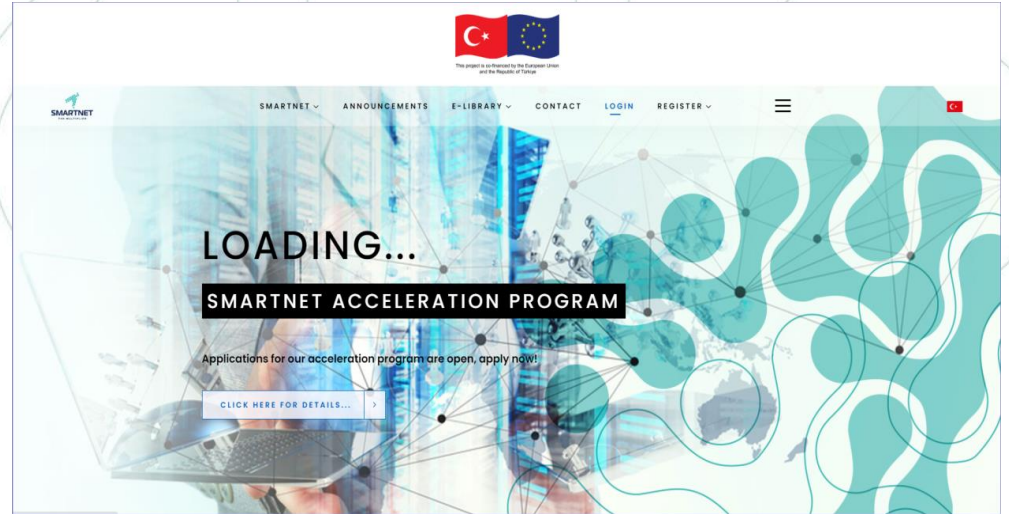 This project is co-financed by the European Union
and the Republic of Türkiye
SMARTNET
SMARTNET ANNOUNCEMENTS E-LIBRARY CONTACT LOGIN REGISTER
LOADING...
SMARTNET ACCELERATION PROGRAM
Applications for our acceleration program are open, apply now!
CLICK HERE FOR DETAILS...